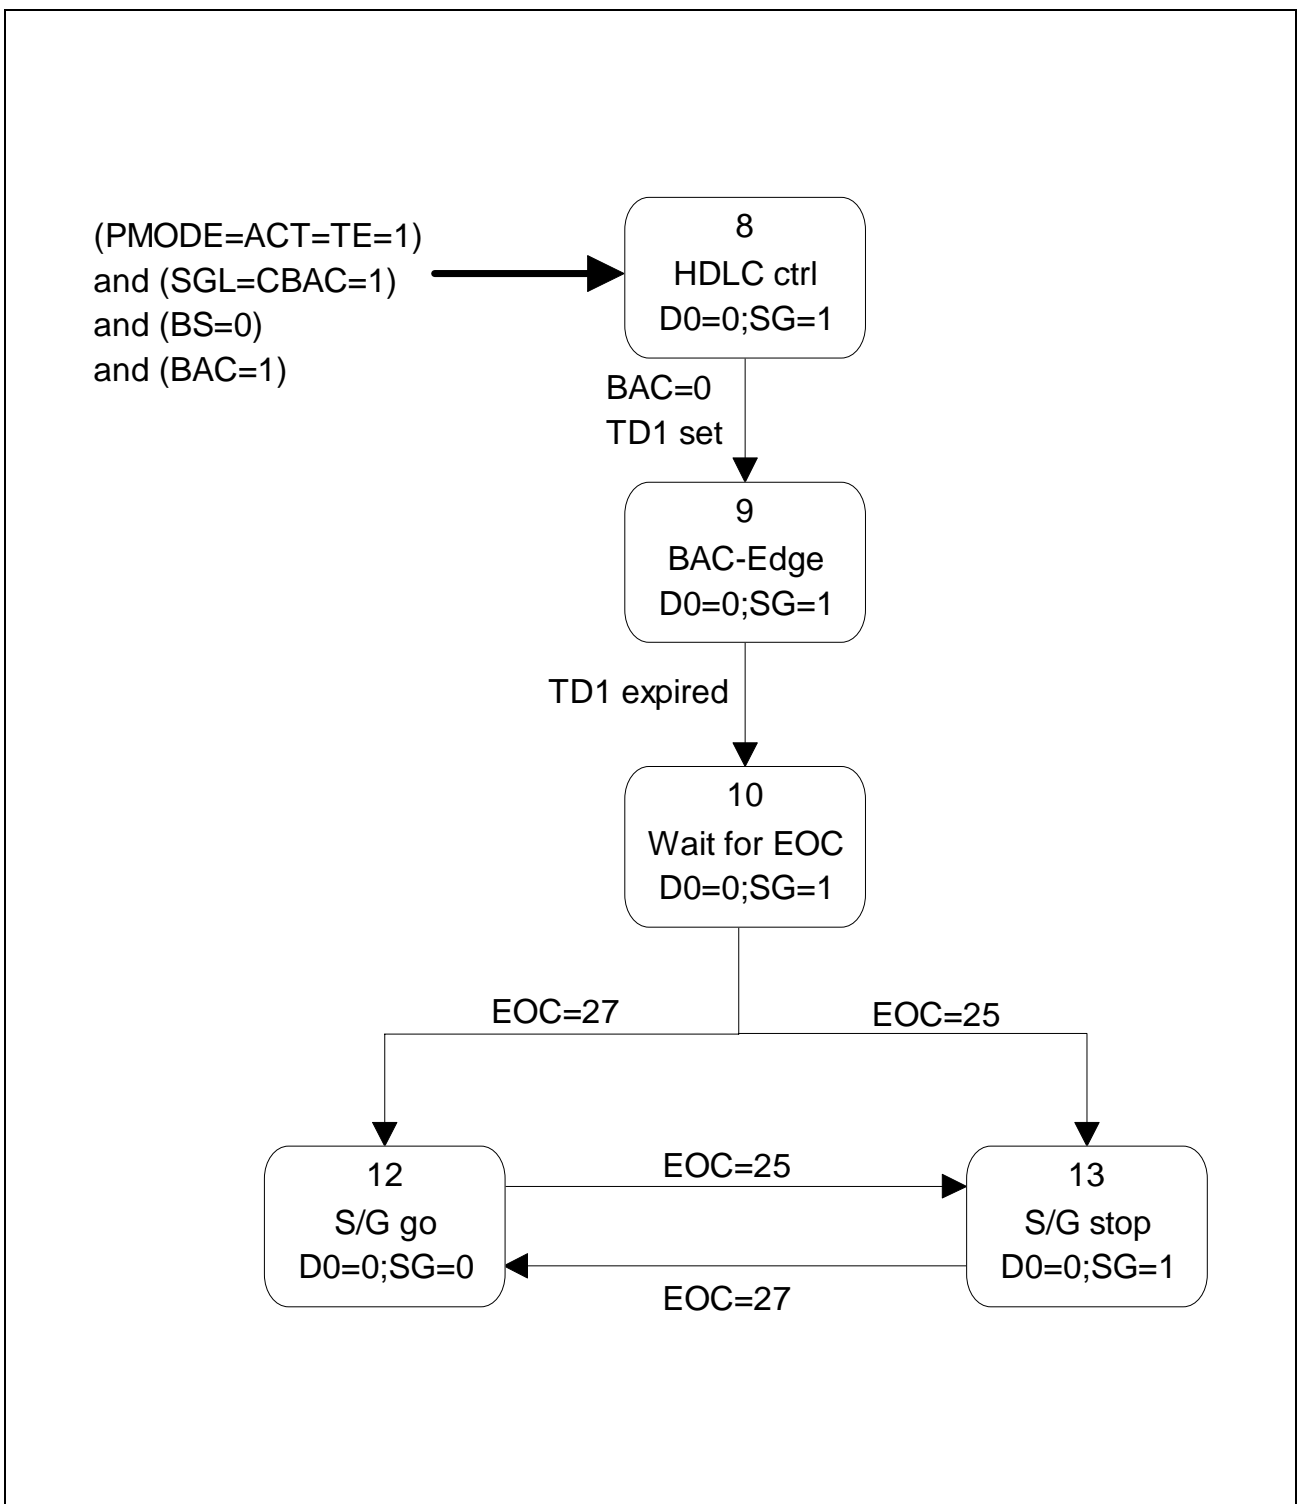 (PMODE=ACT=TE=1)
and (SGL=CBAC=1)
and (BS=0)
and (BAC=1)
8
HDLC ctrl
D0=0;SG=1
BAC=0
TD1 set
9
BAC-Edge
D0=0;SG=1
TD1 expired
10
Wait for EOC
D0=0;SG=1
EOC=27
EOC=25
12
S/G go
D0=0;SG=0
EOC=25
EOC=27
13
S/G stop
D0=0;SG=1